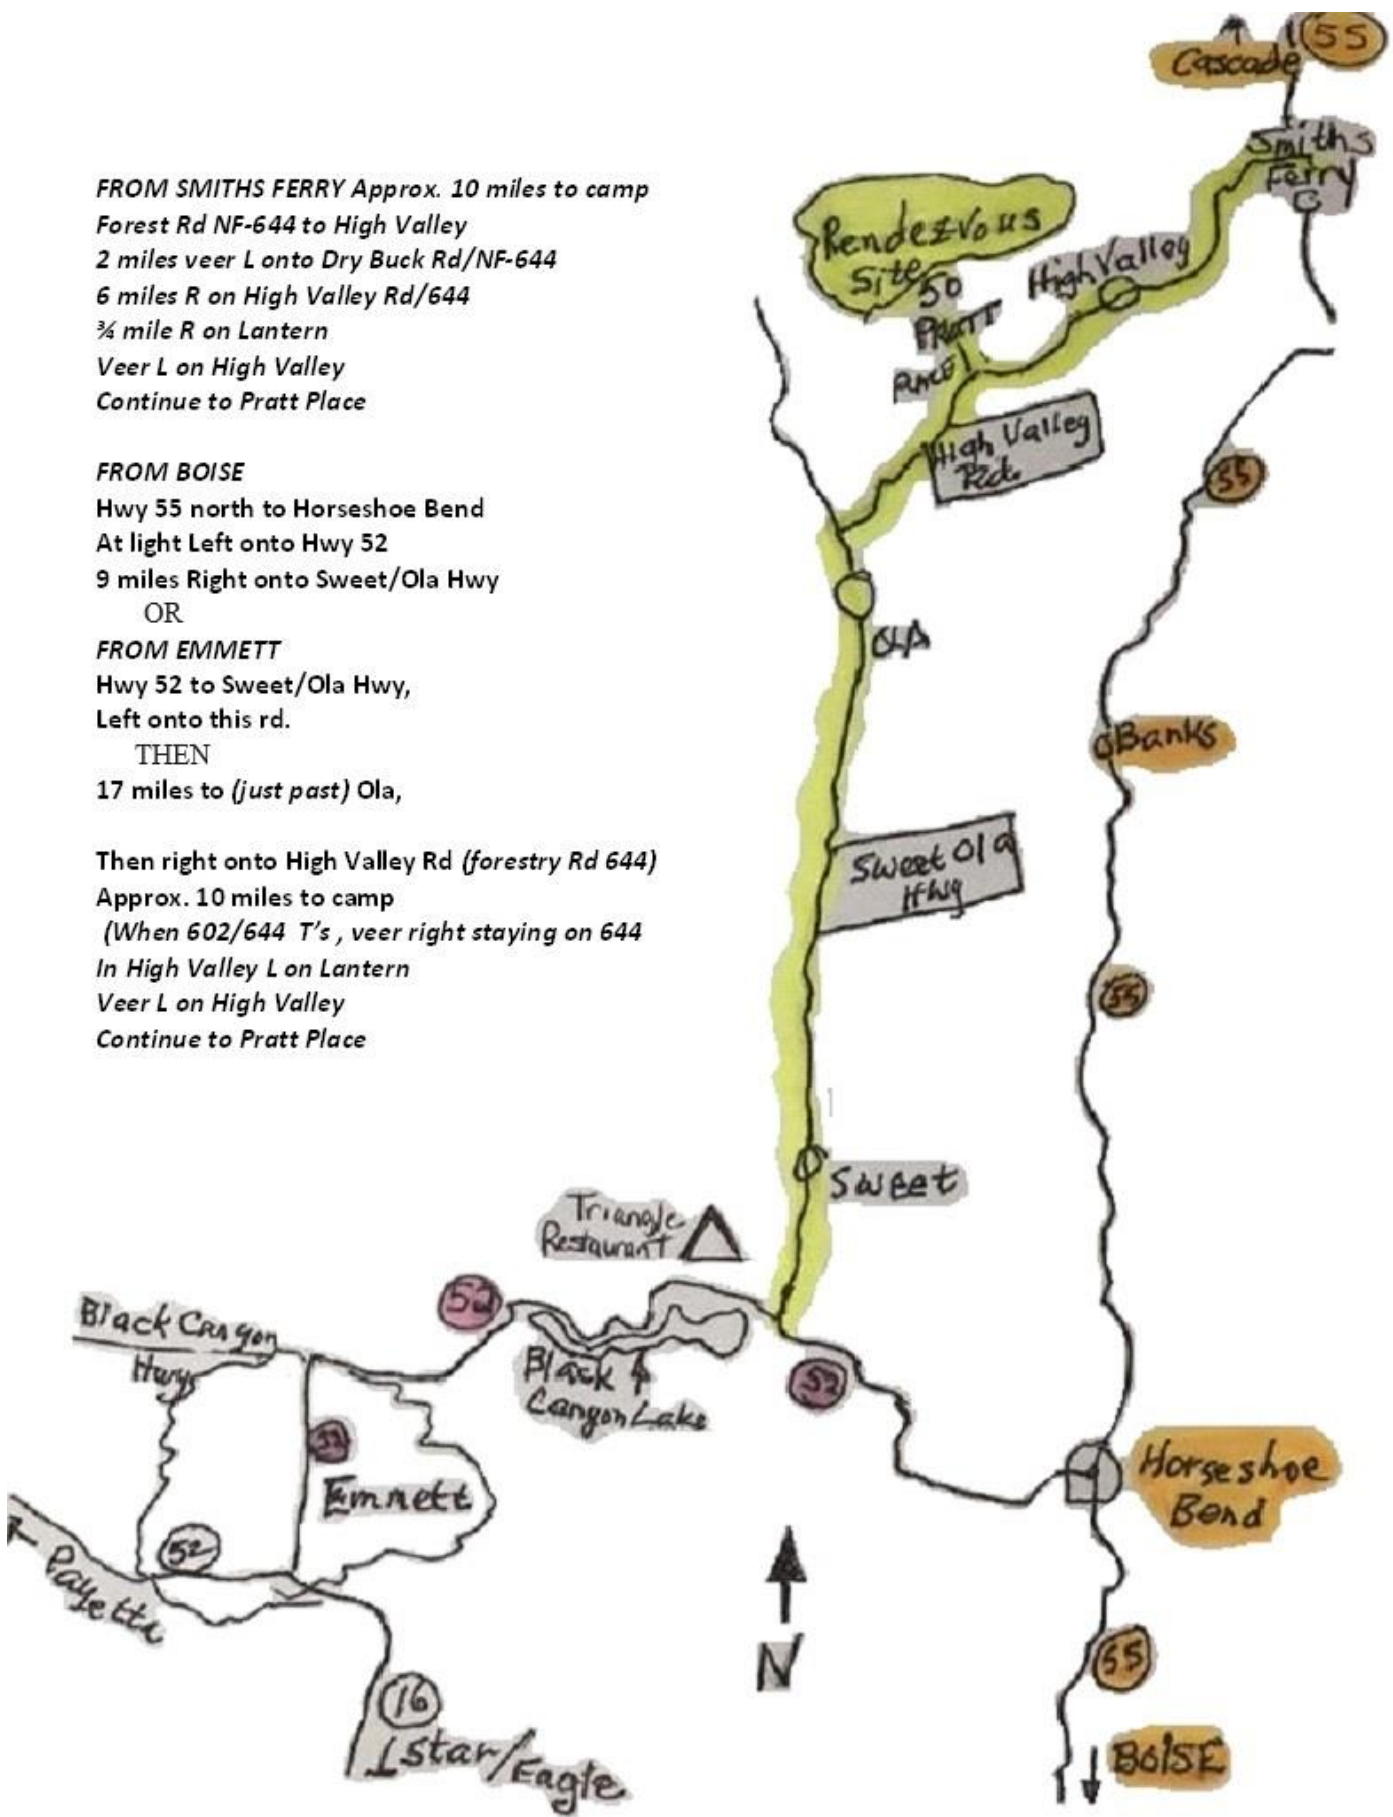 FROM SMITHS FERRY Approx. 10 miles to camp
Forest Rd NF-644 to High Valley
2 miles veer L onto Dry Buck Rd/NF-644
6 miles R on High Valley Rd/644
¾ mile R on Lantern
Veer L on High Valley
Continue to Pratt Place
FROM BOISE
Hwy 55 north to Horseshoe Bend
At light Left onto Hwy 52
9 miles Right onto Sweet/Ola Hwy
OR
FROM EMMETT
Hwy 52 to Sweet/Ola Hwy,
Left onto this rd.
THEN
17 miles to (just past) Ola,
Then right onto High Valley Rd (forestry Rd 644)
Approx. 10 miles to camp
(When 602/644 T's , veer right staying on 644
In High Valley L on Lantern
Veer L on High Valley
Continue to Pratt Place
55
Cascade
Smiths
Ferry
Rendezvous
Site
50
PRATT
PLACE
High Valley
High Valley
Rd.
55
OLA
Banks
Sweet Ola
Hwy
55
Sweet
Triangle
Restaurant
52
Black Canyon
Hwy
Black
Canyon Lake
52
52
Emmett
Horseshoe
Bend
52
Payette
N
55
16
Star/Eagle
BOISE